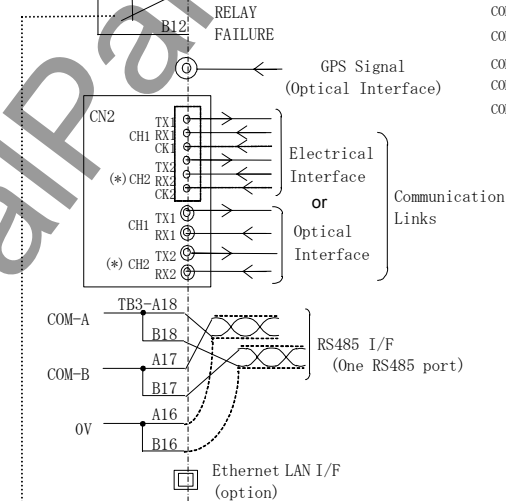 RELAY
B12
FAILURE
GPS Signal
(Optical Interface)
CN2
TX1
CH1 RX1
CK1
TX2
(*)CH2 RX2
CK2
Electrical
Interface
or
Communication
Links
TX1
CH1
RX1
Optical
Interface
TX2
(*) CH2
RX2
TB3-A18
COM-A
B18
RS485 I/F
(One RS485 port)
A17
COM-B
B17
A16
0V
B16
Ethernet LAN I/F
(option)